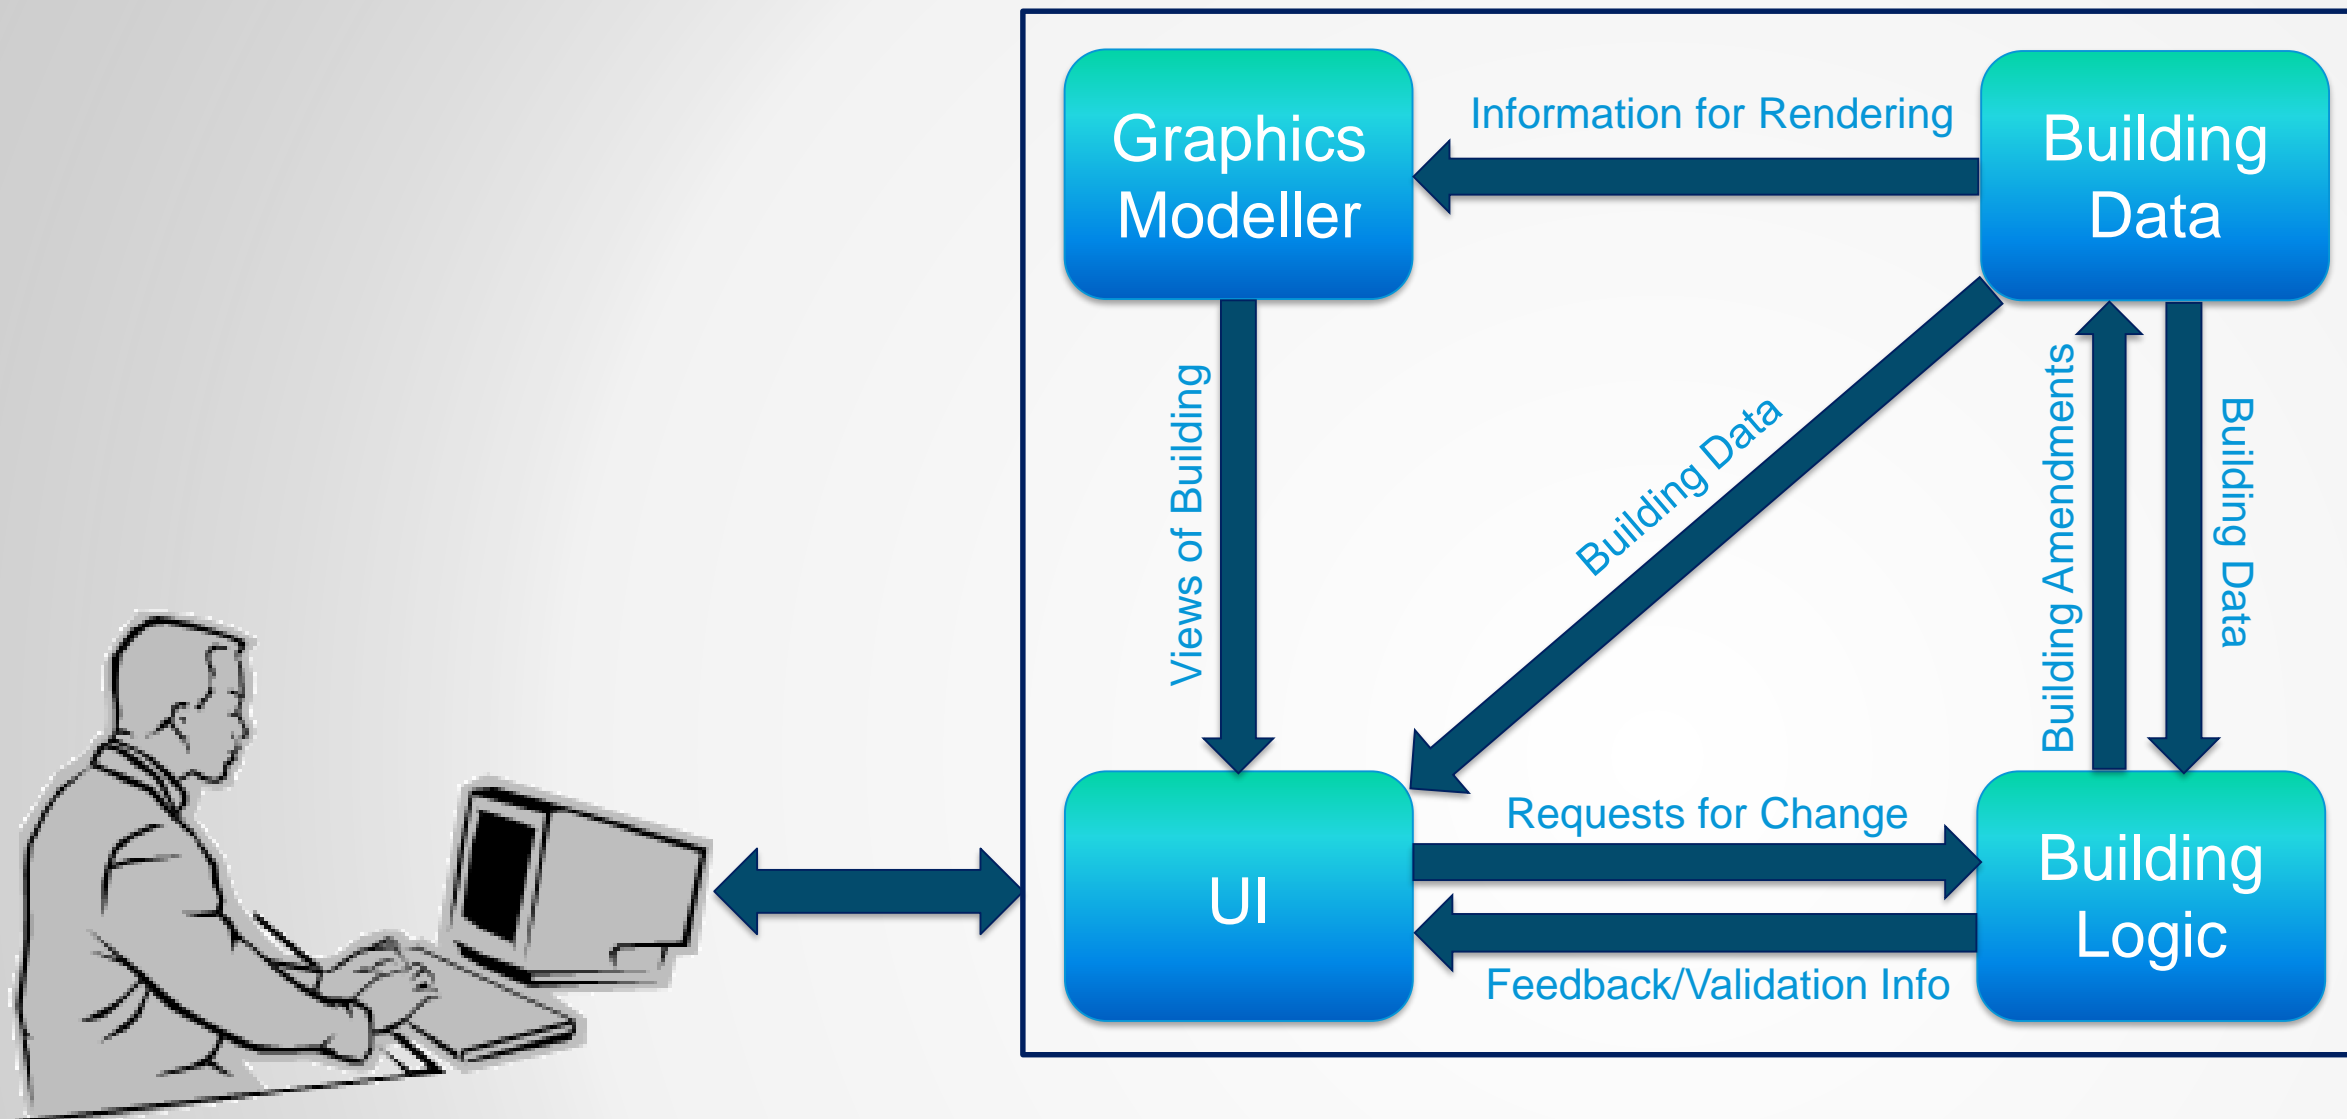 Graphics
Modeller
Information for Rendering
Building
Data
Views of Building
Building Data
Building Amendments
Building Data
UI
Requests for Change
Feedback/Validation Info
Building
Logic